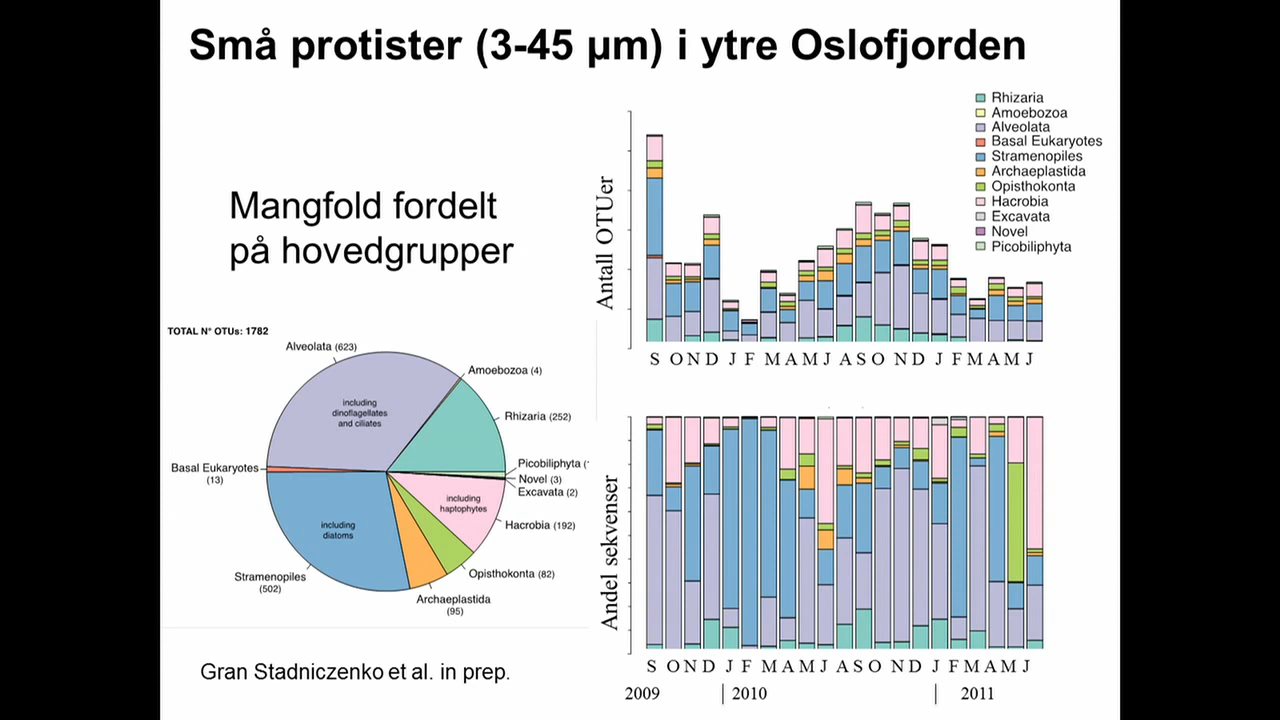 Små protister (3-45 µm) i ytre Oslofjorden
Mangfold fordelt
på hovedgrupper
TOTAL N° OTUs: 1782
Alveolata (623)
including
dinoflagellates
and ciliates
Amoebozoa (4)
Rhizaria (252)
Picobiliphyta
Novel (3)
Excavata (2)
including
haptophytes
Hacrobia (192)
Opisthokonta (82)
Archaeplastida
(95)
including
diatoms
Stramenopiles
(502)
Basal Eukaryotes
(13)
Gran Stadniczenko et al. in prep.
Rhizaria
Amoebozoa
Alveolata
Basal Eukaryotes
Stramenopiles
Archaeplastida
Opisthokonta
Hacrobia
Excavata
Novel
Picobiliphyta
Antall OTUer
S O N D J F M A M J A S O N D J F M A M J
Andel sekvenser
S O N D J F M A M J A S O N D J F M A M J
2009 | 2010 | 2011